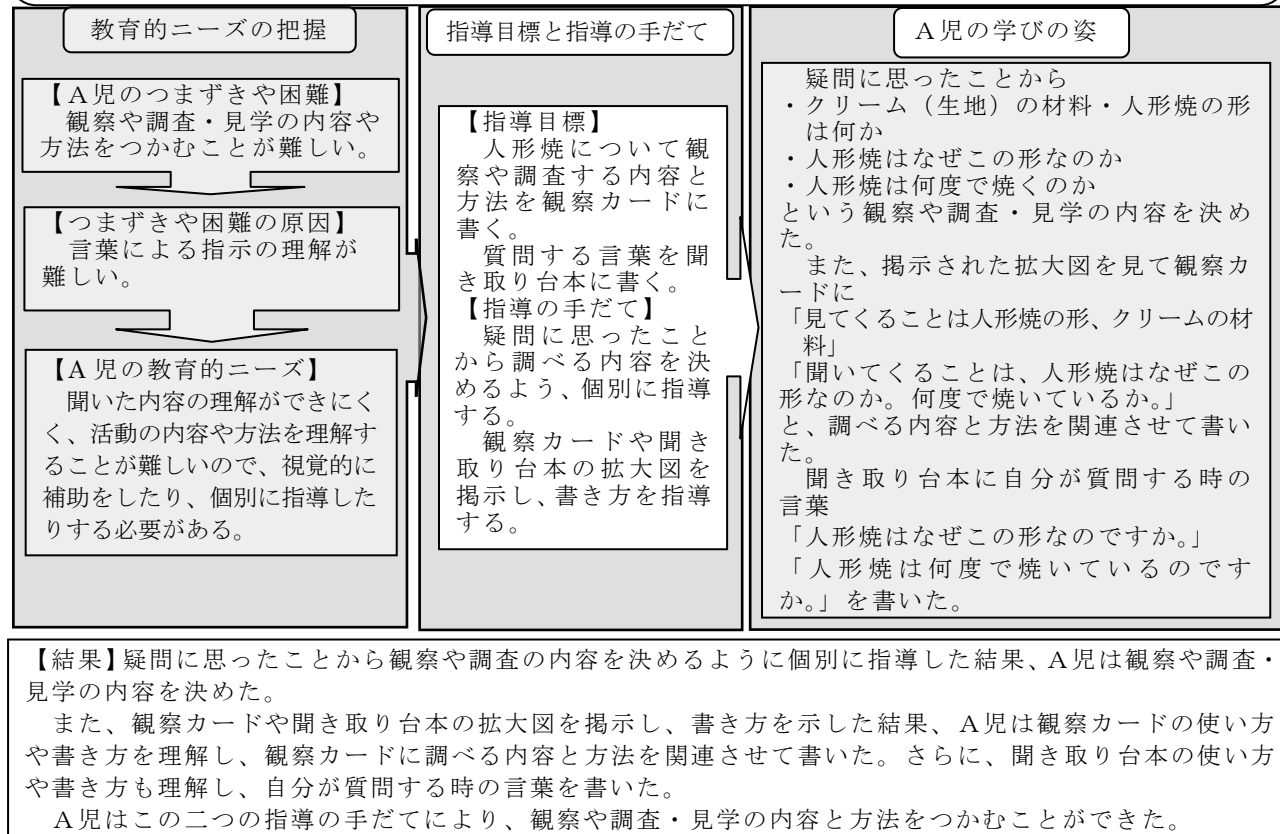 教育的ニーズの把握
【A児のつまずきや困難】
観察や調査・見学の内容や
方法をつかむことが難しい。
【つまずきや困難の原因】
言葉による指示の理解が
難しい。
【A児の教育的ニーズ】
聞いた内容の理解ができにく
く、活動の内容や方法を理解す
ることが難しいので、視覚的に
補助をしたり、個別に指導した
りする必要がある。
指導目標と指導の手だて
【指導目標】
人形焼について観
察や調査する内容と
方法を観察カードに
書く。
質問する言葉を聞
き取り台本に書く。
【指導の手だて】
疑問に思ったこと
から調べる内容を決
めるよう、個別に指導
する。
観察カードや聞き
取り台本の拡大図を
掲示し、書き方を指導
する。
A児の学びの姿
疑問に思ったことから
・クリーム（生地）の材料・人形焼の形
は何か
・人形焼はなぜこの形なのか
・人形焼は何度で焼くのか
という観察や調査・見学の内容を決め
た。
また、掲示された拡大図を見て観察カ
ードに
「見てくることは人形焼の形、クリームの材
料」
「聞いてくることは、人形焼はなぜこの
形なのか。何度で焼いているか。」
と、調べる内容と方法を関連させて書い
た。
聞き取り台本に自分が質問する時の
言葉
「人形焼はなぜこの形なのですか。」
「人形焼は何度で焼いているのです
か。」を書いた。
【結果】疑問に思ったことから観察や調査の内容を決めるように個別に指導した結果、A児は観察や調査・
見学の内容を決めた。
また、観察カードや聞き取り台本の拡大図を掲示し、書き方を示した結果、A児は観察カードの使い方
や書き方を理解し、観察カードに調べる内容と方法を関連させて書いた。さらに、聞き取り台本の使い方
や書き方も理解し、自分が質問する時の言葉を書いた。
A児はこの二つの指導の手だてにより、観察や調査・見学の内容と方法をつかむことができた。